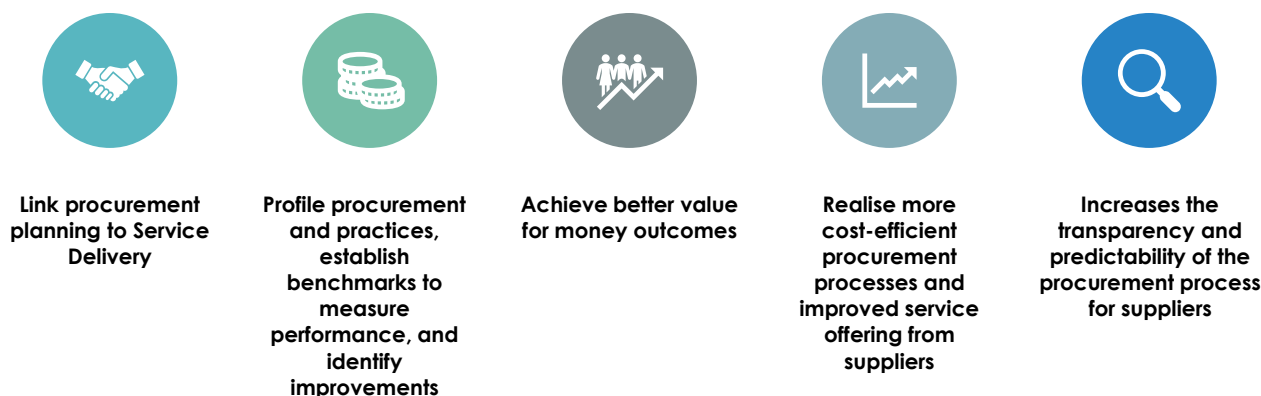 Link procurement
planning to Service
Delivery
Profile procurement
and practices,
establish
benchmarks to
measure
performance, and
identify
improvements
Achieve better value
for money outcomes
Realise more
cost-efficient
procurement
processes and
improved service
offering from
suppliers
Increases the
transparency and
predictability of the
procurement process
for suppliers